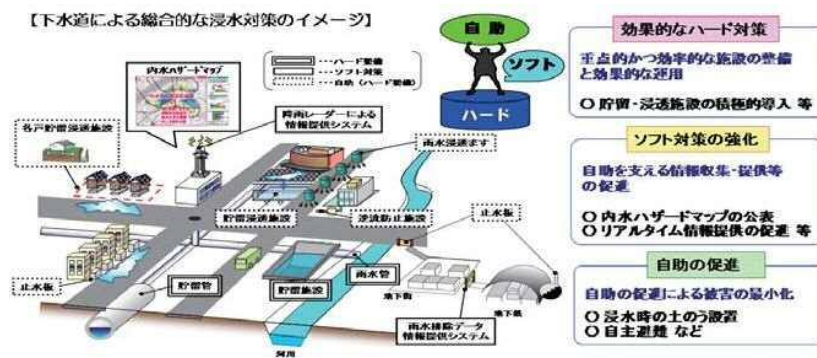 【下水道による総合的な浸水対策のイメージ】
内水ハザードマップ
・・・ハード整備
・・・ソフト対策
・・・自助（ハード整備）
自助
ソフト
ハード
各戸貯留浸透施設
降雨レーダーによる
情報提供システム
雨水浸透ます
貯留浸透施設
逆流防止施設
止水板
止水板
貯留管
貯留施設
雨水管
地下街
地下鉄
雨水排除データ
情報提供システム
河川
効果的なハード対策
重点的かつ効率的な施設の整備
と効果的な運用
○ 貯留・浸透施設の積極的導入 等
ソフト対策の強化
自助を支える情報収集・提供等
の促進
○ 内水ハザードマップの公表
○ リアルタイム情報提供の促進 等
自助の促進
自助の促進による被害の最小化
○ 浸水時の土のう設置
○ 自主避難 など